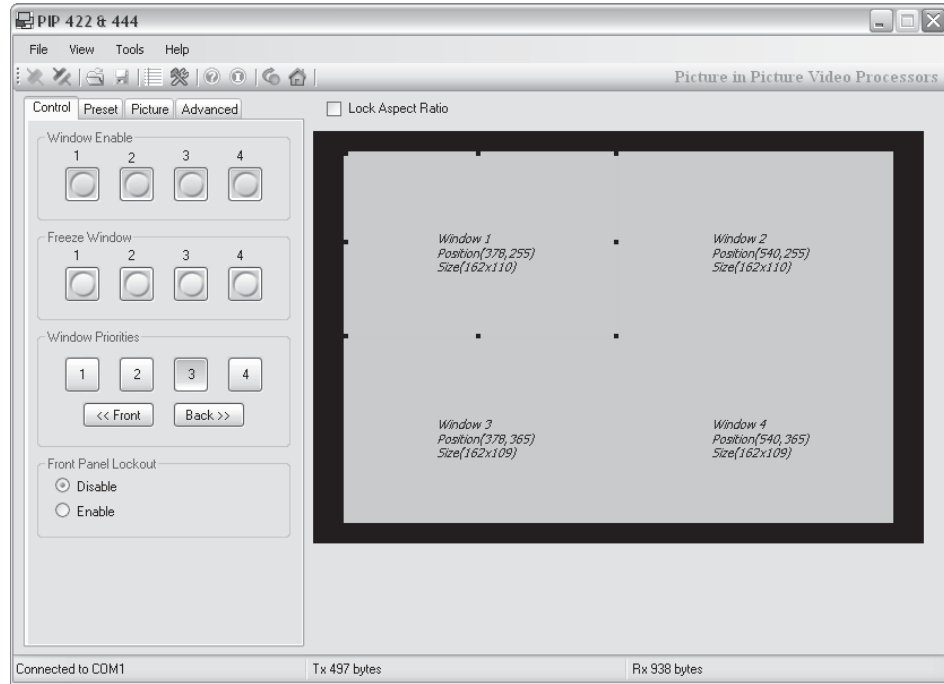 PIP 422 & 444
File View Tools Help
Picture in Picture Video Processors
Control Preset Picture Advanced
Lock Aspect Ratio
Window Enable
1 2 3 4
Freeze Window
1 2 3 4
Window Priorities
1 2 3 4
<< Front Back >>
Front Panel Lockout
Disable
Enable
Window 1
Position(378,255)
Size(162x110)
Window 2
Position(540,255)
Size(162x110)
Window 3
Position(378,365)
Size(162x109)
Window 4
Position(540,365)
Size(162x109)
Connected to COM1 Tx 497 bytes Rx 938 bytes